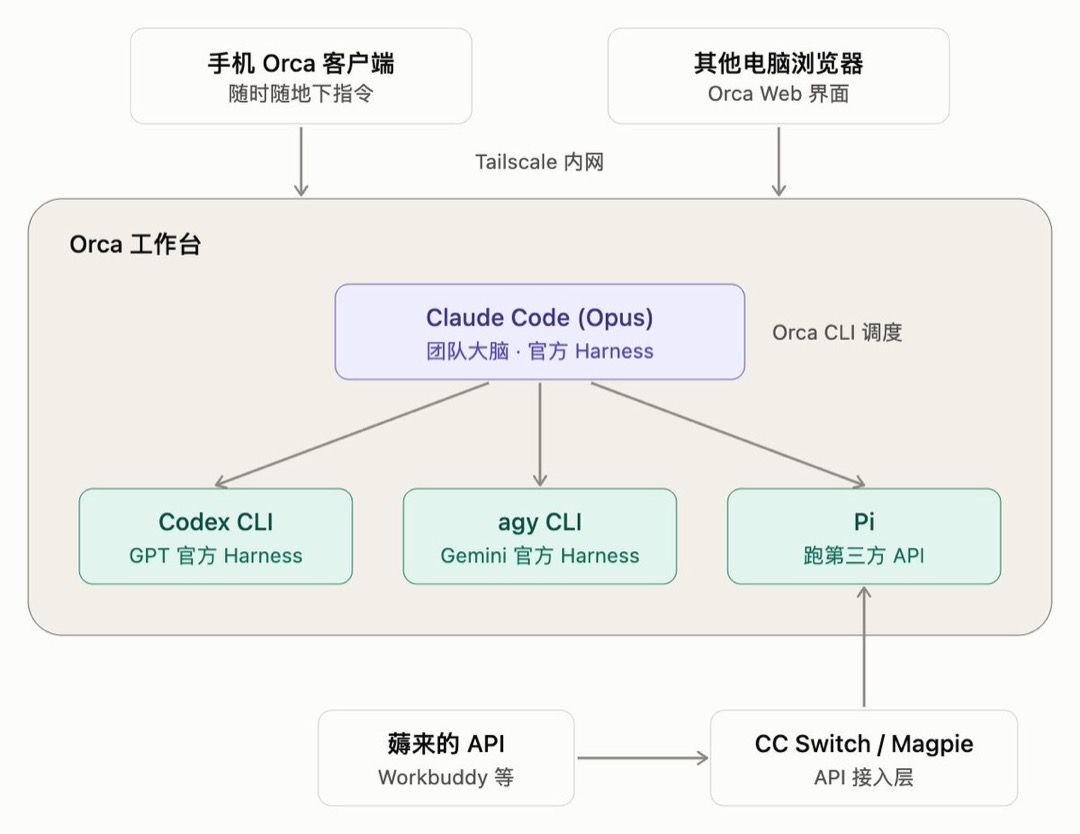 手机 Orca 客户端
随时随地下指令
其他电脑浏览器
Orca Web 界面
Tailscale 内网
Orca 工作台
Claude Code (Opus)
团队大脑 · 官方 Harness
Orca CLI 调度
Codex CLI
GPT 官方 Harness
agy CLI
Gemini 官方 Harness
Pi
跑第三方 API
薅来的 API
Workbuddy 等
CC Switch / Magpie
API 接入层